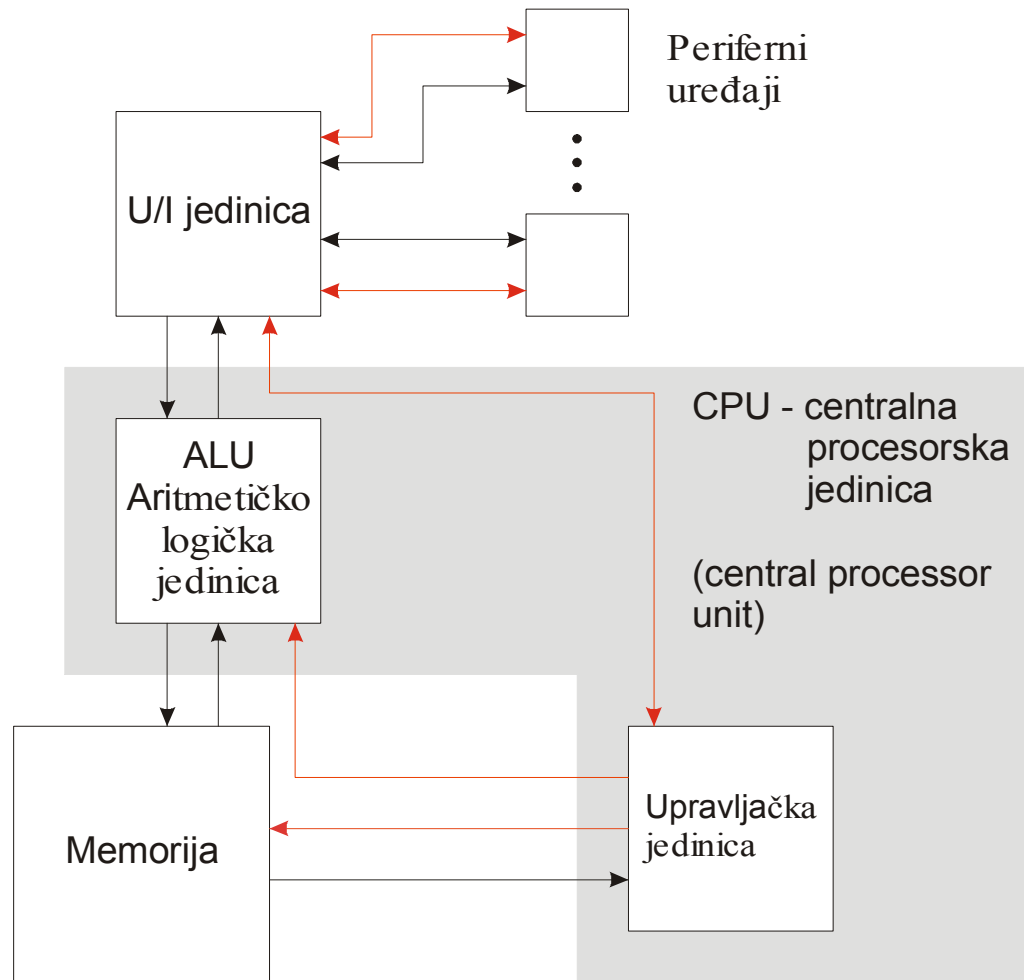 Periferni
uređaji
U/I jedinica
CPU - centralna
procesorska
jedinica
(central processor
unit)
ALU
Aritmetičko
logička
jedinica
Memorija
Upravljačka
jedinica